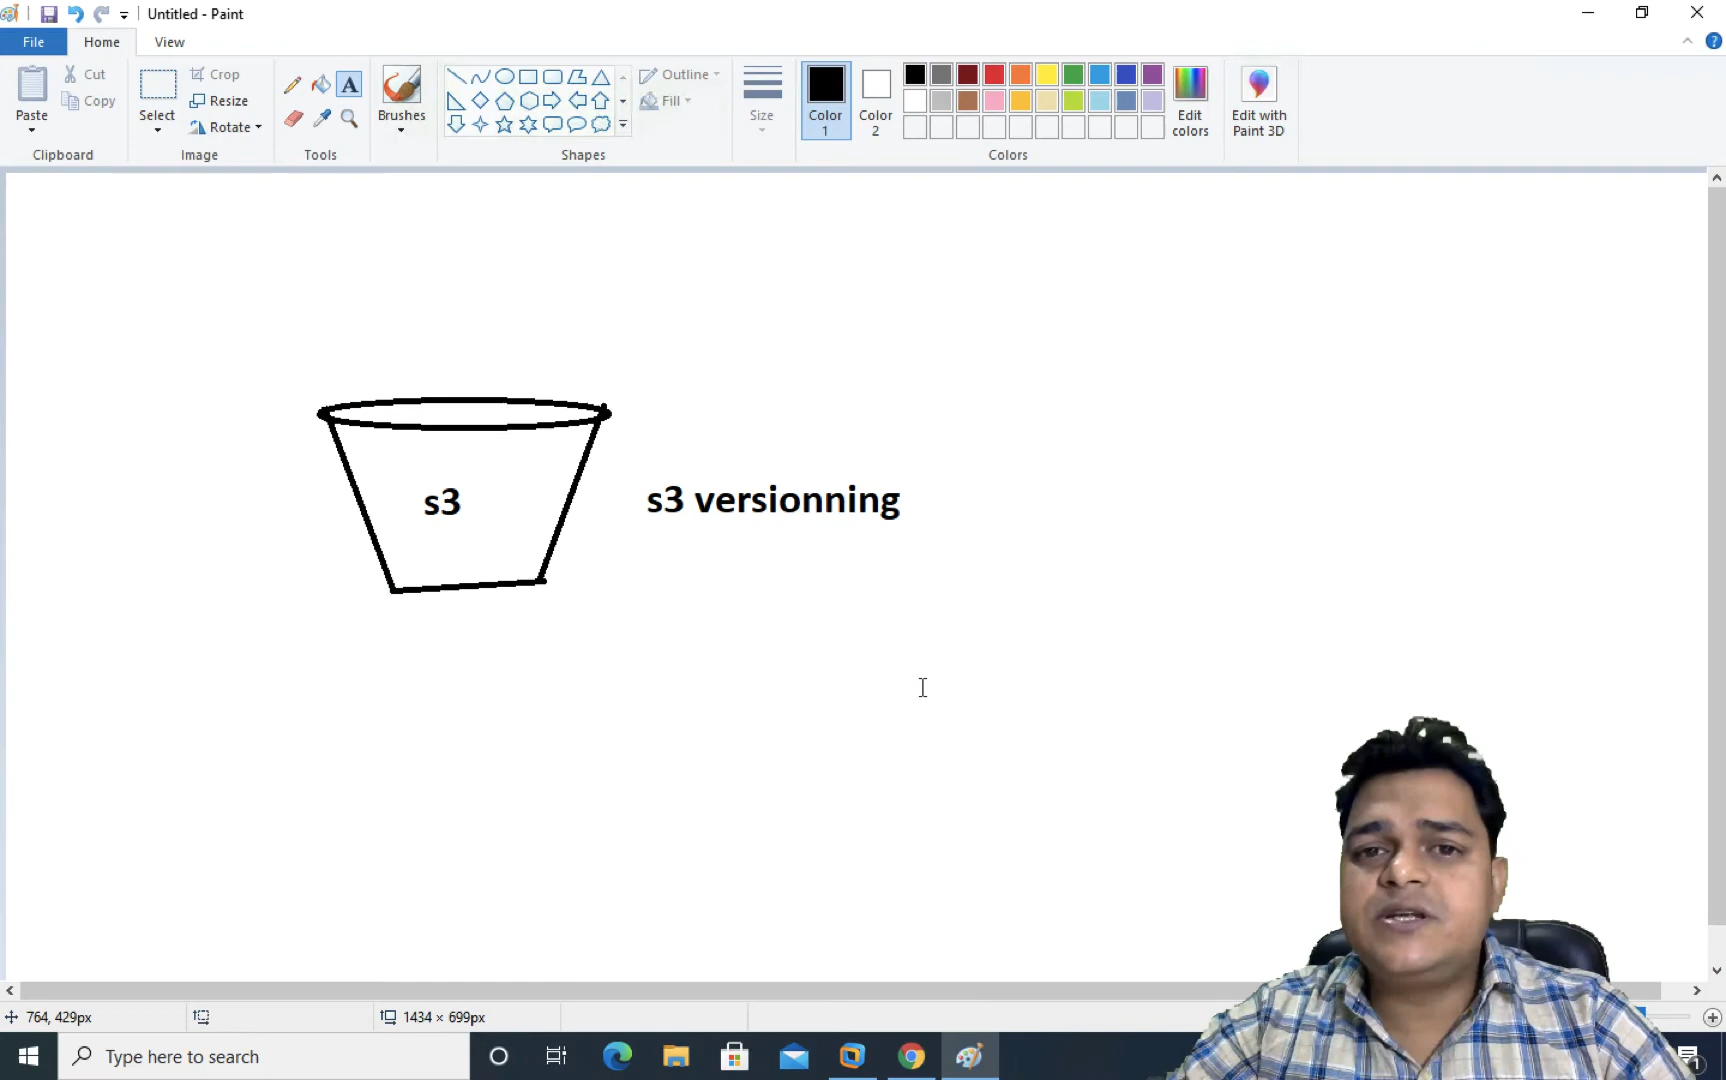 Untitled - Paint
File Home View
Paste
Cut
Copy
Clipboard
Select
Crop
Resize
Rotate
Image
A
Tools
Brushes
Shapes
Outline
Fill
Size
Color 1
Color 2
Edit colors
Colors
Edit with Paint 3D
s3
s3 versionning
764, 429px
1434 × 699px
Type here to search
1